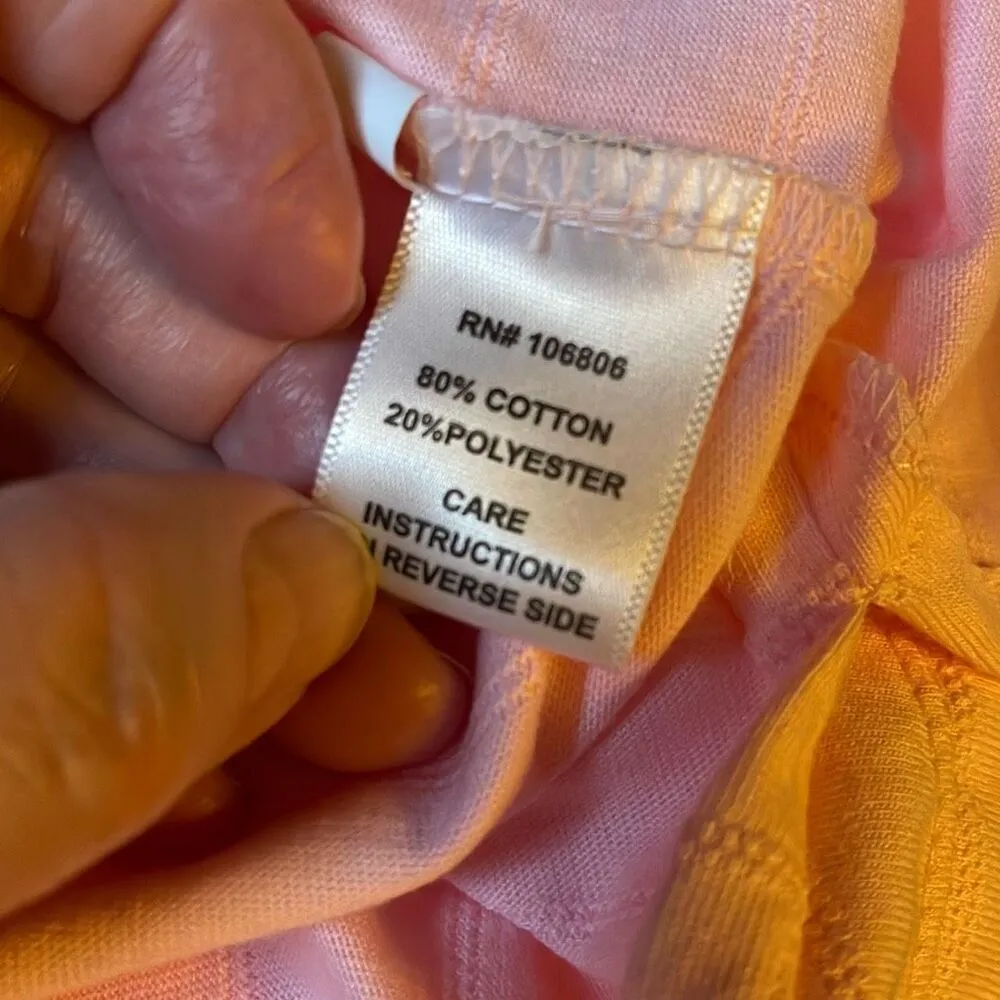 RN# 106806
80% COTTON
20%POLYESTER
CARE
INSTRUCTIONS
REVERSE SIDE